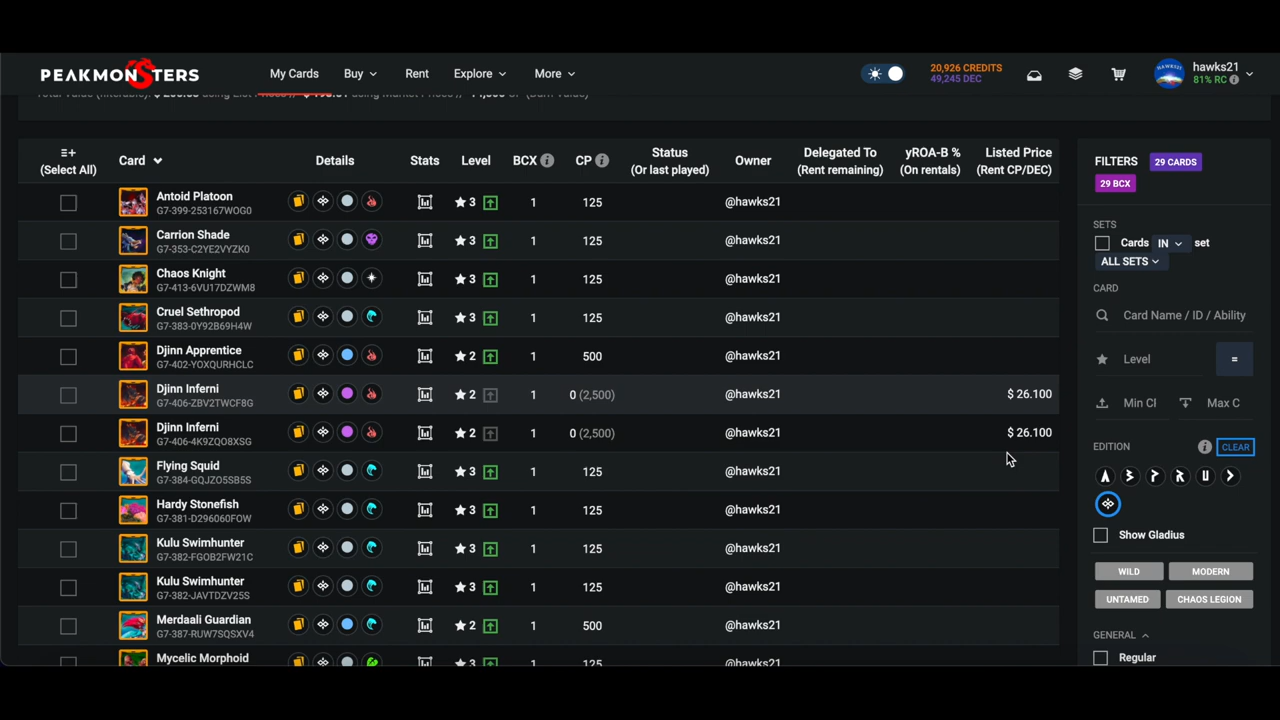 PEAKMONSTERS
My Cards
Buy
Rent
Explore
More
20,926 CREDITS
49,245 DEC
hawks21
81% RC
(Select All)
Card
Details
Stats
Level
BCX
CP
Status
(Or last played)
Owner
Delegated To
(Rent remaining)
yROA-B %
(On rentals)
Listed Price
(Rent CP/DEC)
Antoid Platoon
G7-399-253167WOG0
3 1 125 @hawks21
Carrion Shade
G7-353-C2YE2VYZK0
3 1 125 @hawks21
Chaos Knight
G7-413-6VU17DZWM8
3 1 125 @hawks21
Cruel Sethropod
G7-383-0Y92B69H4W
3 1 125 @hawks21
Djinn Apprentice
G7-402-YOXQURHCLC
2 1 500 @hawks21
Djinn Inferni
G7-406-ZBV2TWCF8G
2 1 0 (2,500) @hawks21 $ 26.100
Djinn Inferni
G7-406-4K9ZQO8XSG
2 1 0 (2,500) @hawks21 $ 26.100
Flying Squid
G7-384-GQJZO5SB5S
3 1 125 @hawks21
Hardy Stonefish
G7-381-D296060FOW
3 1 125 @hawks21
Kulu Swimhunter
G7-382-FGOB2FW21C
3 1 125 @hawks21
Kulu Swimhunter
G7-382-JAVTDZV25S
3 1 125 @hawks21
Merdaali Guardian
G7-387-RUW7SQSXV4
2 1 500 @hawks21
Mycelic Morphoid
3 1 125 @hawks21
FILTERS 29 CARDS
29 BCX
SETS
Cards IN set
ALL SETS
CARD
Card Name / ID / Ability
Level =
Min CI Max C
EDITION CLEAR
Show Gladius
WILD MODERN
UNTAMED CHAOS LEGION
GENERAL
Regular